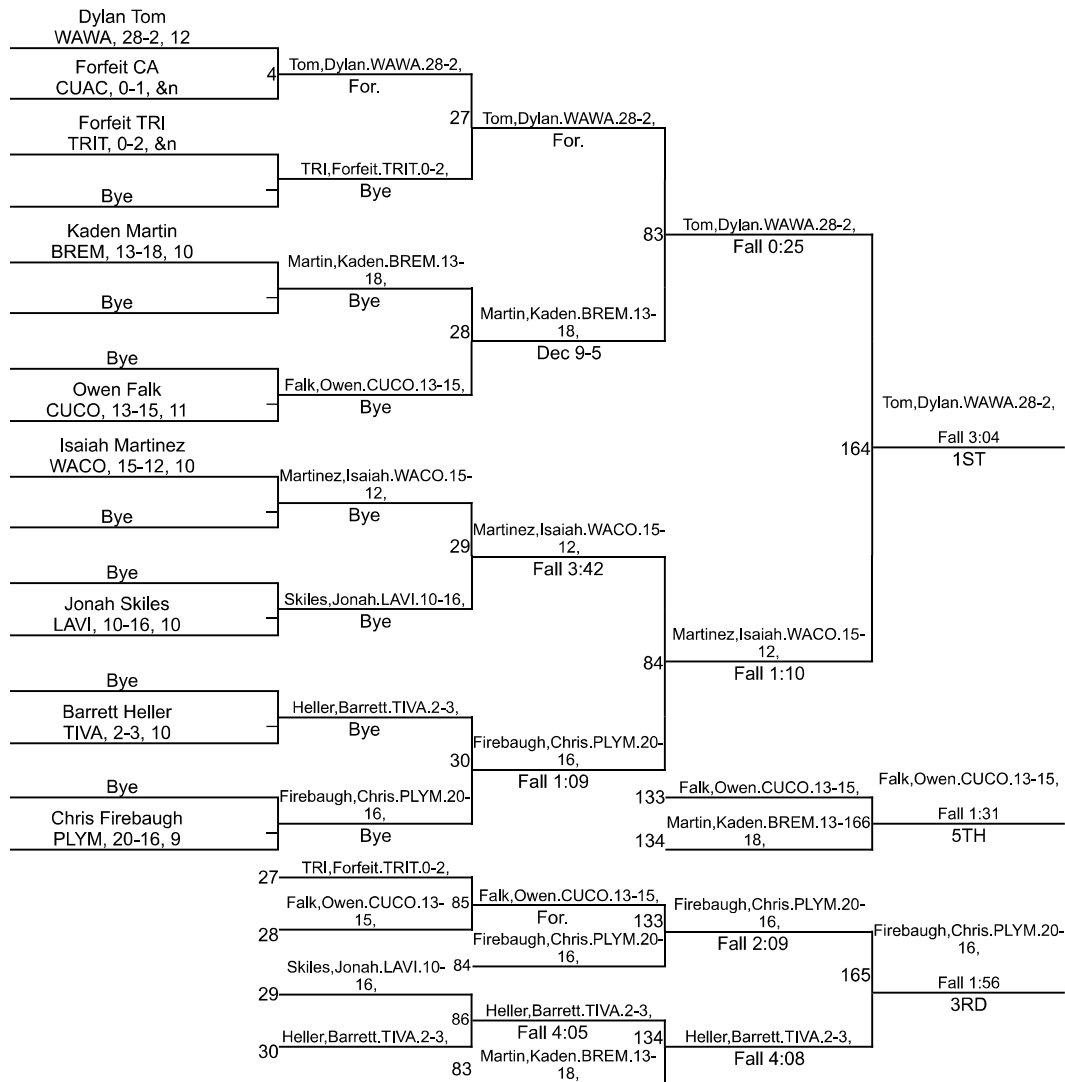 Dylan Tom
WAWA, 28-2, 12
Forfeit CA
CUAC, 0-1, &n
Forfeit TRI
TRIT, 0-2, &n
Bye
Kaden Martin
BREM, 13-18, 10
Bye
Bye
Owen Falk
CUCO, 13-15, 11
Isaiah Martinez
WACO, 15-12, 10
Bye
Bye
Jonah Skiles
LAVI, 10-16, 10
Bye
Barrett Heller
TIVA, 2-3, 10
Bye
Chris Firebaugh
PLYM, 20-16, 9
4
Tom,Dylan.WAWA.28-2,
For.
TRI,Forfeit.TRIT.0-2,
Bye
Martin,Kaden.BREM.13-
18,
Bye
Falk,Owen.CUCO.13-15,
Bye
Martinez,Isaiah.WACO.15-
12,
Bye
Skiles,Jonah.LAVI.10-16,
Bye
Heller,Barrett.TIVA.2-3,
Bye
Firebaugh,Chris.PLYM.20-
16,
Bye
27
Tom,Dylan.WAWA.28-2,
For.
28
Martin,Kaden.BREM.13-
18,
Dec 9-5
29
Martinez,Isaiah.WACO.15-
12,
Fall 3:42
30
Firebaugh,Chris.PLYM.20-
16,
Fall 1:09
83
Tom,Dylan.WAWA.28-2,
Fall 0:25
84
Martinez,Isaiah.WACO.15-
12,
Fall 1:10
164
Tom,Dylan.WAWA.28-2,
Fall 3:04
1ST
133
Falk,Owen.CUCO.13-15,
134
Martin,Kaden.BREM.13-
18,
166
Falk,Owen.CUCO.13-15,
Fall 1:31
5TH
27
TRI,Forfeit.TRIT.0-2,
28
Falk,Owen.CUCO.13-
15,
85
Falk,Owen.CUCO.13-15,
For.
84
Firebaugh,Chris.PLYM.20-
16,
133
Firebaugh,Chris.PLYM.20-
16,
Fall 2:09
29
Skiles,Jonah.LAVI.10-
16,
30
Heller,Barrett.TIVA.2-3,
86
Heller,Barrett.TIVA.2-3,
Fall 4:05
83
Martin,Kaden.BREM.13-
18,
134
Heller,Barrett.TIVA.2-3,
Fall 4:08
165
Firebaugh,Chris.PLYM.20-
16,
Fall 1:56
3RD